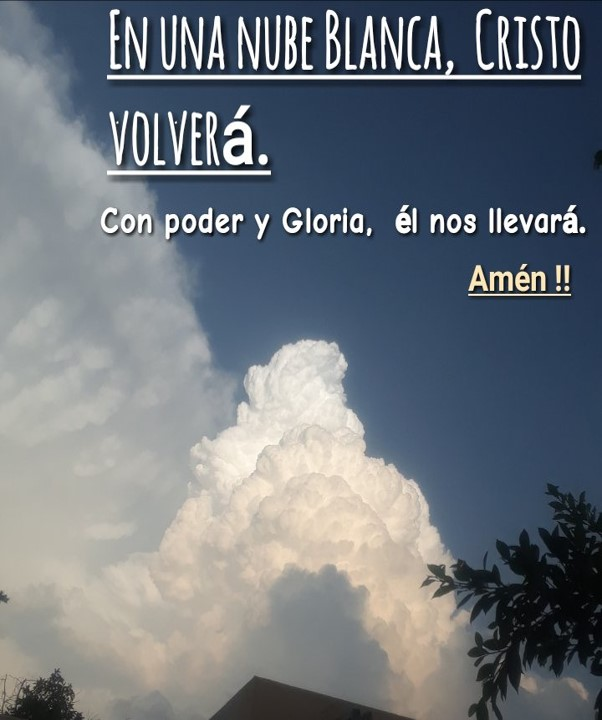 En una nube Blanca, Cristo
volverá.
Con poder y Gloria, él nos llevará.
Amén !!